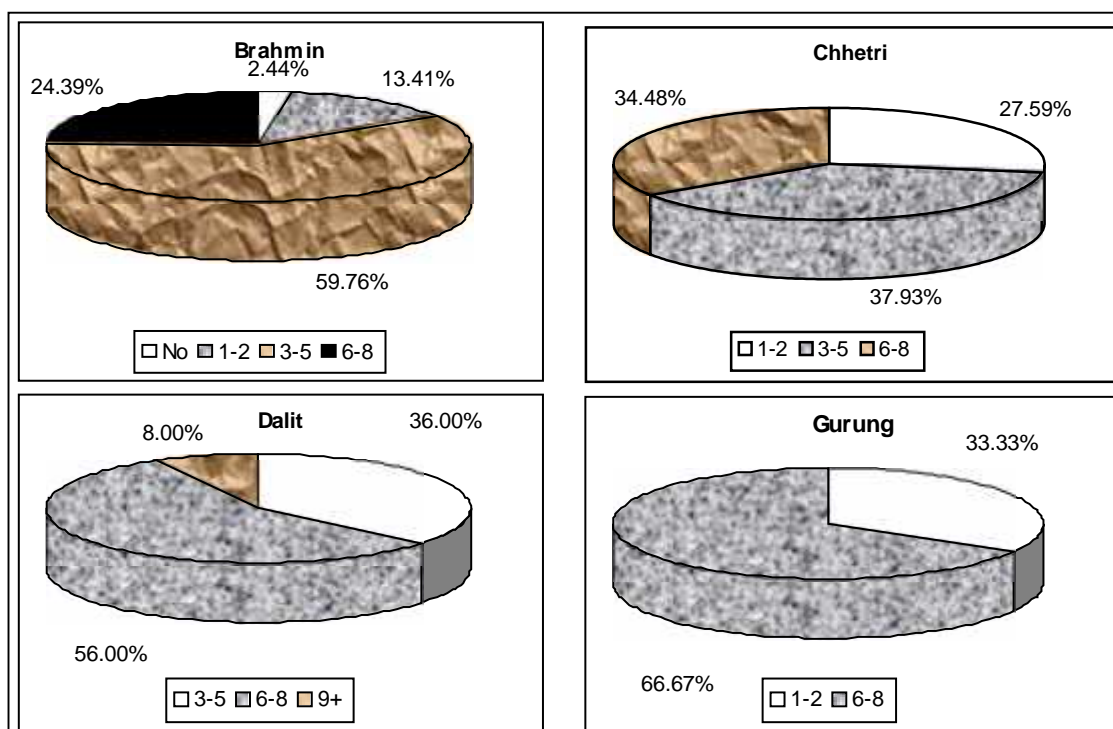 Brahmin
2.44%
13.41%
24.39%
59.76%
No 1-2 3-5 6-8
Chhetri
34.48%
27.59%
37.93%
1-2 3-5 6-8
Dalit
8.00%
36.00%
56.00%
3-5 6-8 9+
Gurung
33.33%
66.67%
1-2 6-8